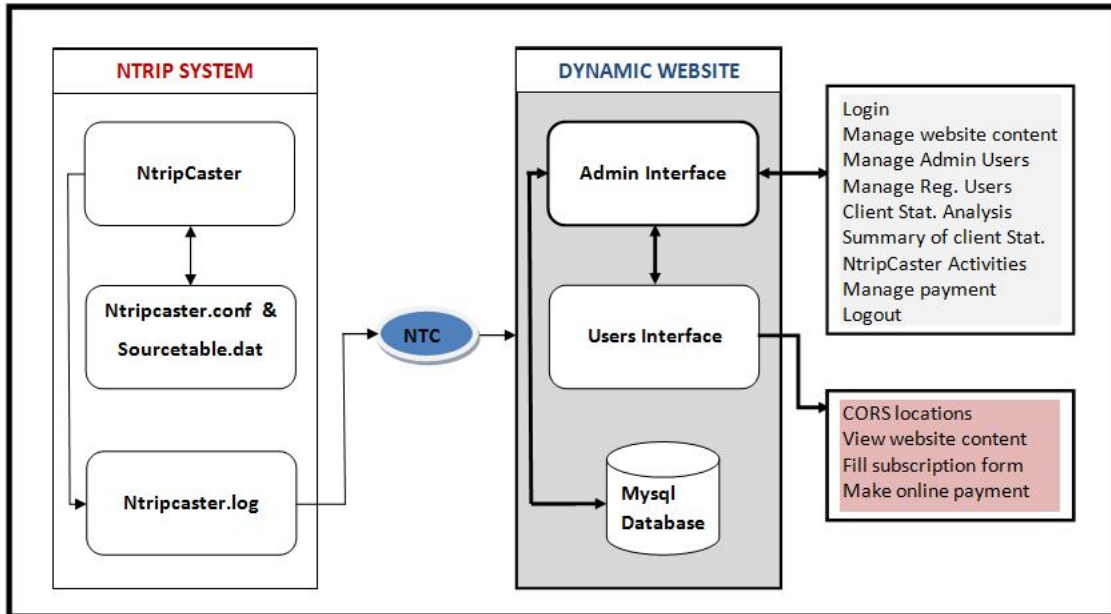 NTRIP SYSTEM
NtripCaster
Ntripcaster.conf &
Sourcetable.dat
Ntripcaster.log
NTC
DYNAMIC WEBSITE
Admin Interface
Users Interface
Mysql
Database
Login
Manage website content
Manage Admin Users
Manage Reg. Users
Client Stat. Analysis
Summary of client Stat.
NtripCaster Activities
Manage payment
Logout
CORS locations
View website content
Fill subscription form
Make online payment